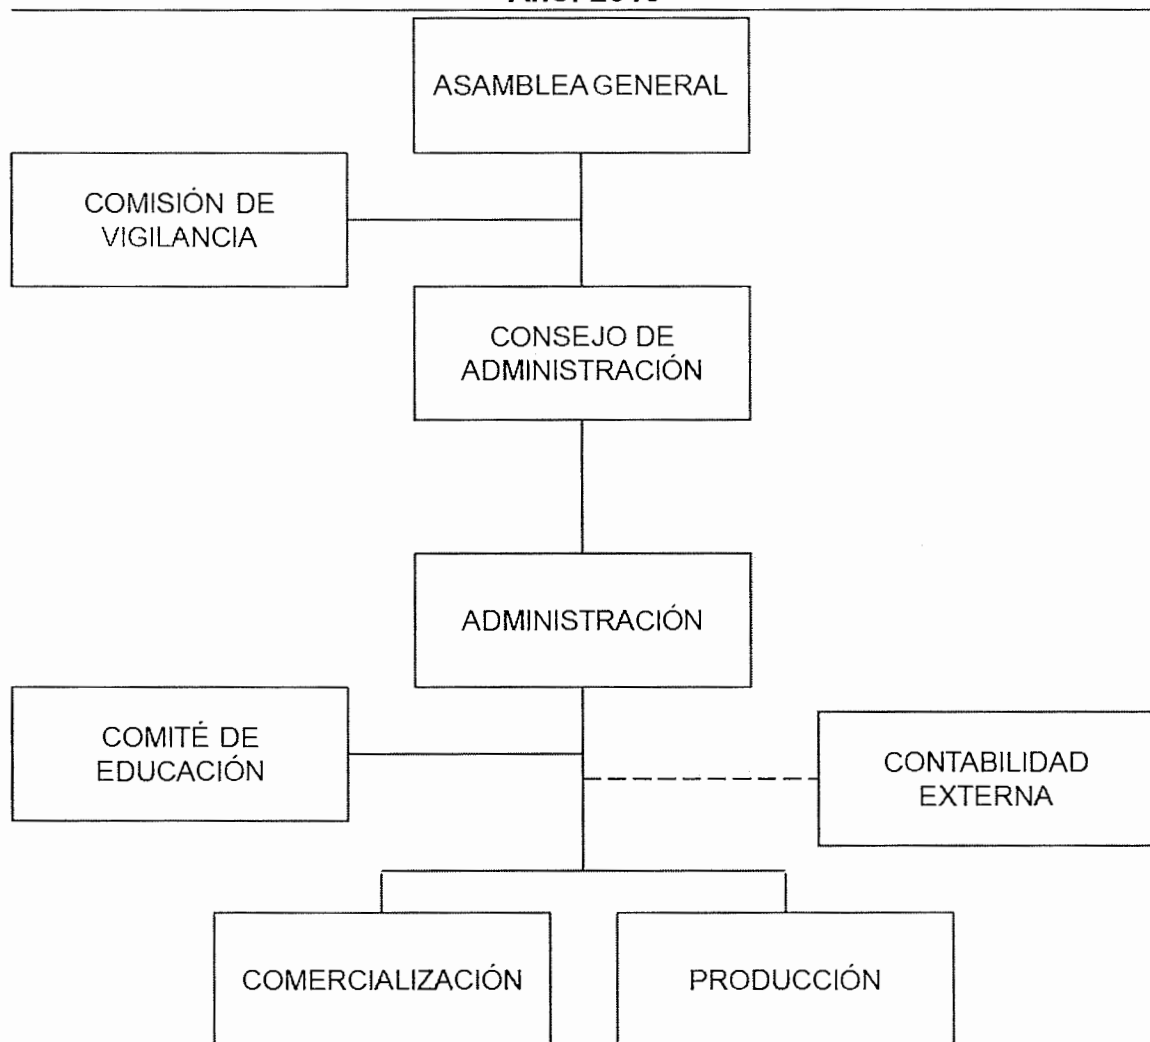 ASAMBLEA GENERAL
COMISIÓN DE
VIGILANCIA
CONSEJO DE
ADMINISTRACIÓN
ADMINISTRACIÓN
COMITÉ DE
EDUCACIÓN
CONTABILIDAD
EXTERNA
COMERCIALIZACIÓN
PRODUCCIÓN